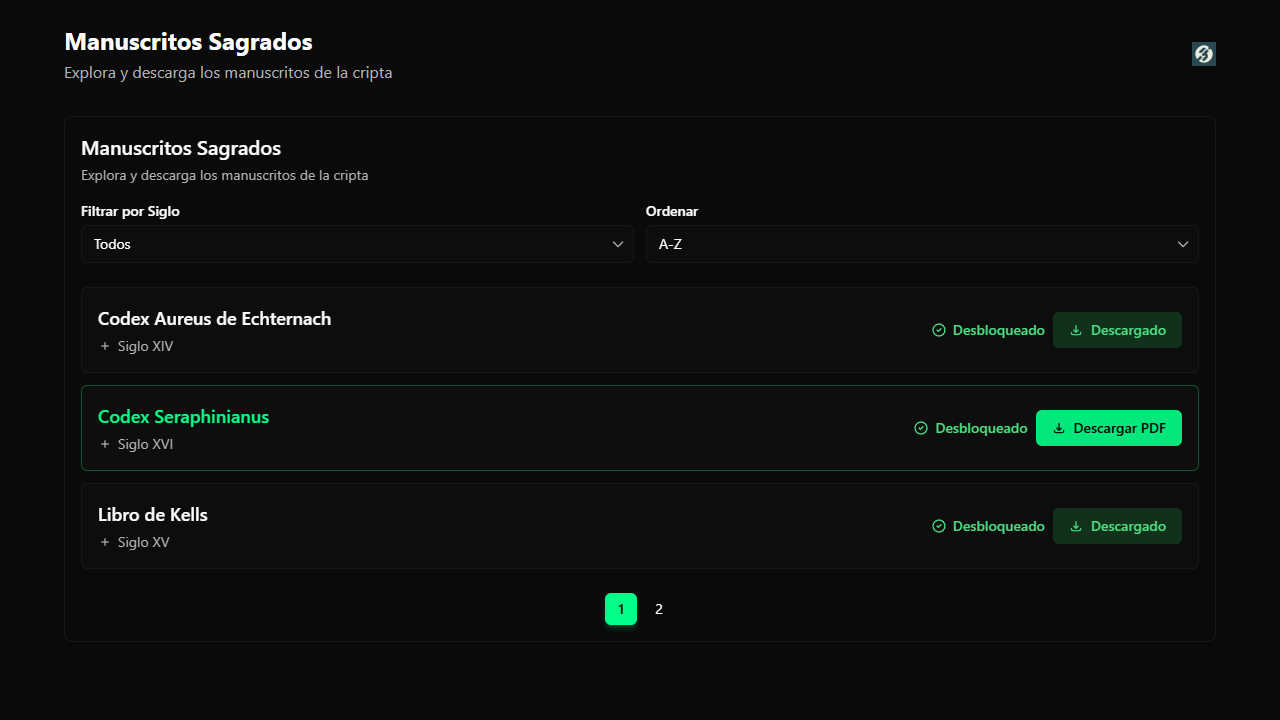 Manuscritos Sagrados
Explora y descarga los manuscritos de la cripta
Manuscritos Sagrados
Explora y descarga los manuscritos de la cripta
Filtrar por Siglo
Ordenar
Todos
A-Z
Codex Aureus de Echternach
Siglo XIV
Desbloqueado
Descargado
Codex Seraphinianus
Siglo XVI
Desbloqueado
Descargar PDF
Libro de Kells
Siglo XV
Desbloqueado
Descargado
1 2